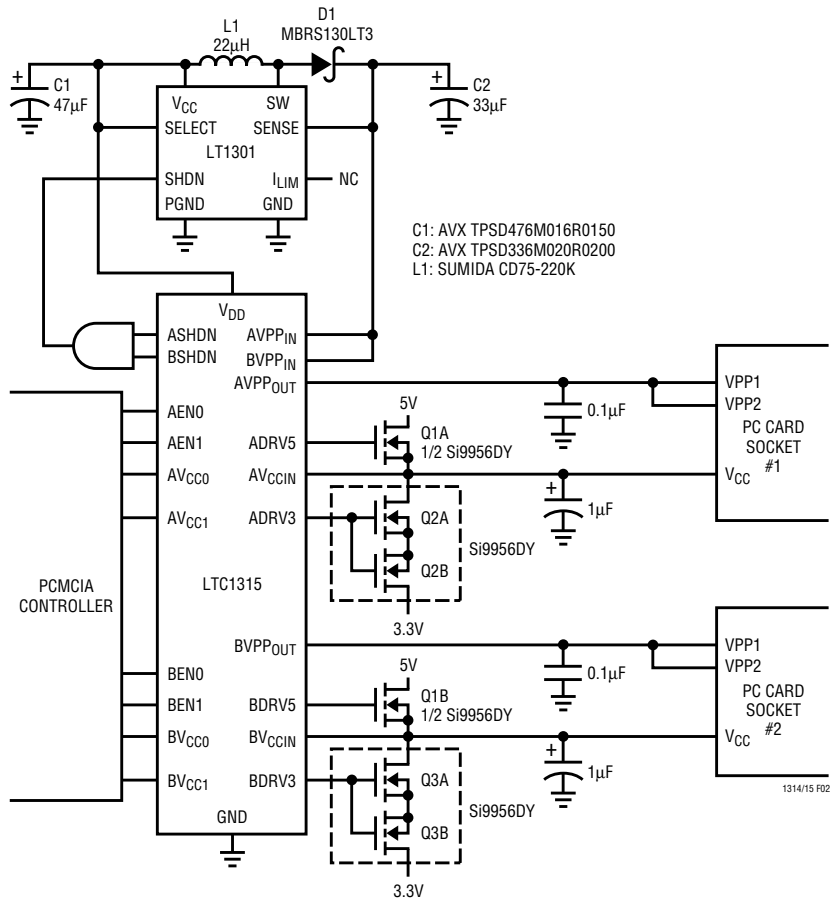 L1
22µH
D1
MBRS130LT3
+
C1
47µF
+
C2
33µF
VCC
SW
SELECT
SENSE
LT1301
SHDN
ILIM
NC
PGND
GND
C1: AVX TPSD476M016R0150
C2: AVX TPSD336M020R0200
L1: SUMIDA CD75-220K
VDD
ASHDN
AVPPIN
BSHDN
BVPPIN
AVPPOUT
VPP1
5V
0.1µF
VPP2
AEN0
Q1A
1/2 Si9956DY
PC CARD
SOCKET
#1
AEN1
ADRV5
AVCC0
AVCCIN
VCC
+
1µF
AVCC1
ADRV3
Q2A
Si9956DY
Q2B
PCMCIA
CONTROLLER
LTC1315
3.3V
BVPPOUT
VPP1
5V
0.1µF
VPP2
BEN0
Q1B
1/2 Si9956DY
PC CARD
SOCKET
#2
BEN1
BDRV5
BVCC0
BVCCIN
VCC
+
1µF
BVCC1
BDRV3
Q3A
Si9956DY
1314/15 F02
GND
Q3B
3.3V